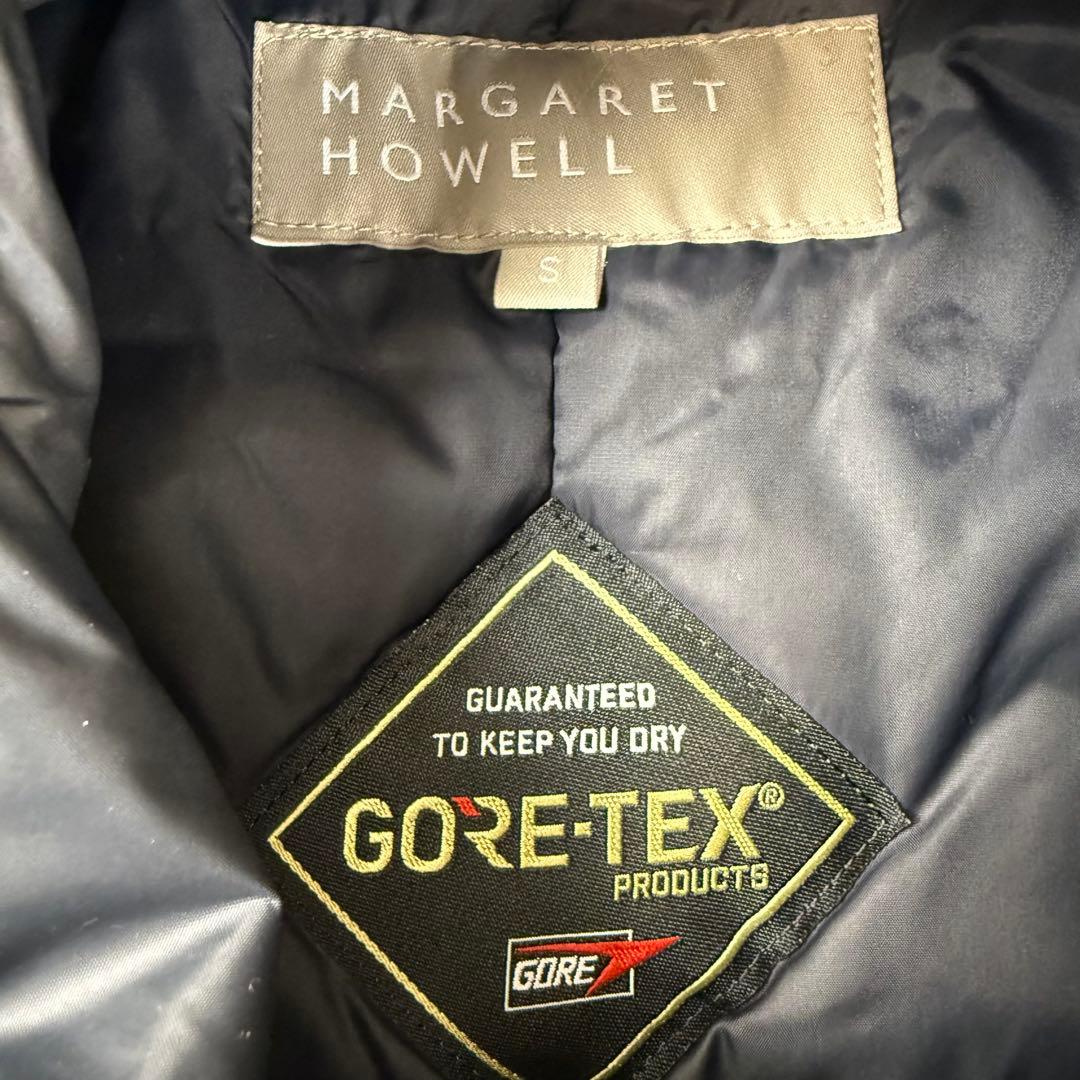 MARGARET
HOWELL
S
GUARANTEED
TO KEEP YOU DRY
GORE-TEX®
PRODUCTS
GORE